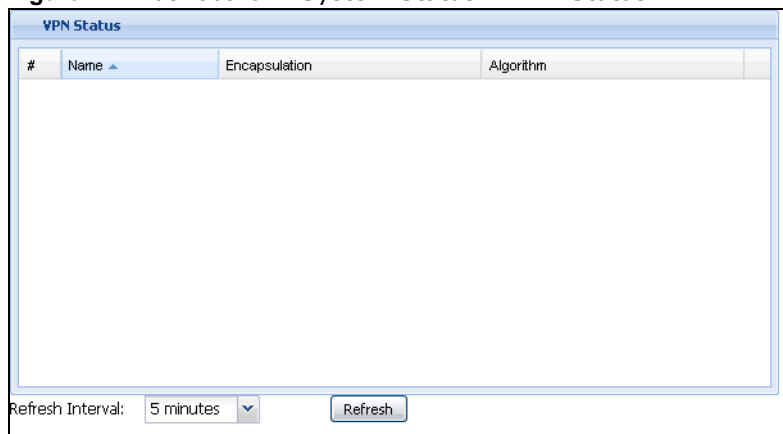 VPN Status
# Name Encapsulation Algorithm
Refresh Interval: 5 minutes Refresh